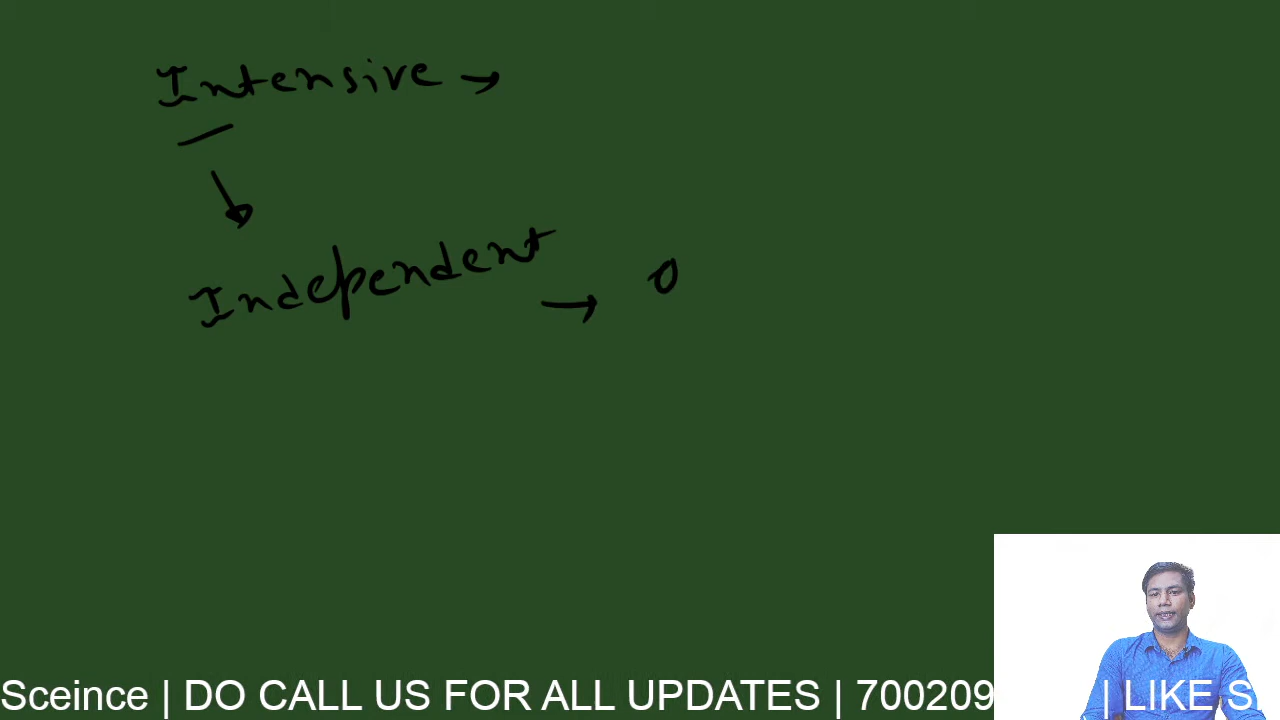 Intensive →
↓
Independent
→ o
Sceince | DO CALL US FOR ALL UPDATES | 700209 | LIKE S